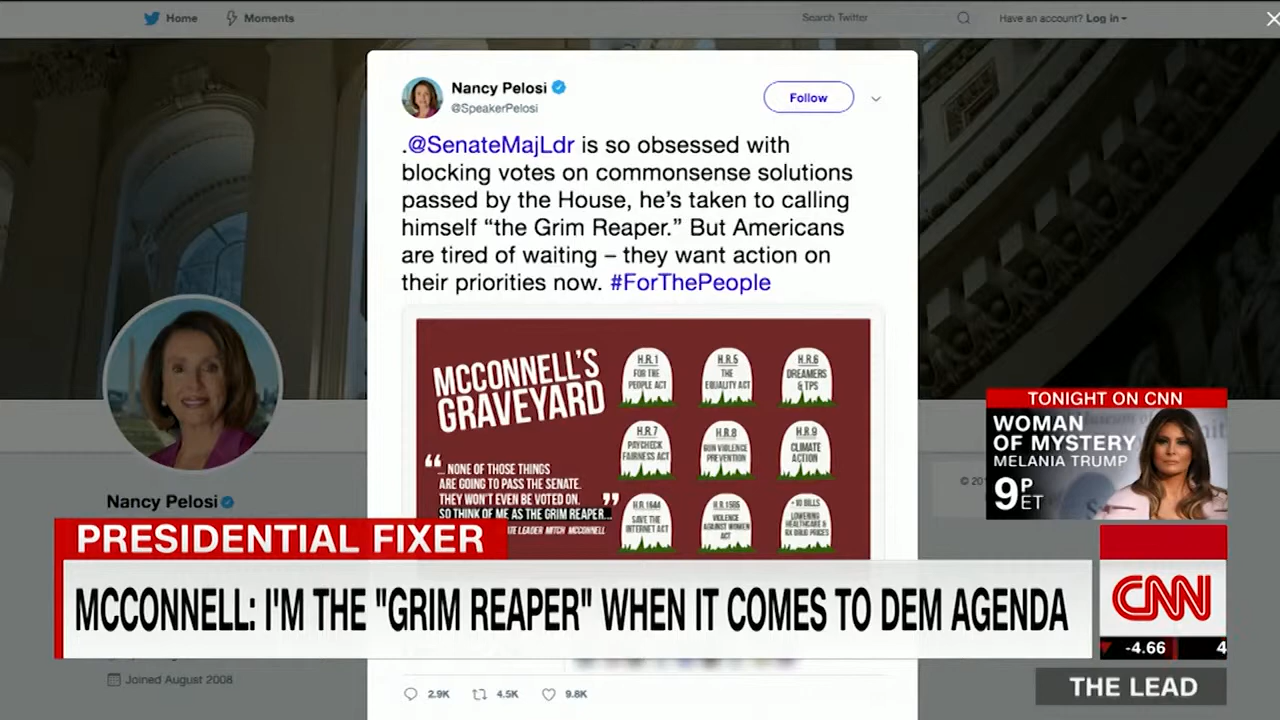 Home
Moments
Search Twitter
Have an account? Log in
Nancy Pelosi
@SpeakerPelosi
Follow
.@SenateMajLdr is so obsessed with
blocking votes on commonsense solutions
passed by the House, he's taken to calling
himself “the Grim Reaper.” But Americans
are tired of waiting – they want action on
their priorities now. #ForThePeople
MCCONNELL'S
GRAVEYARD
“... NONE OF THOSE THINGS
ARE GOING TO PASS THE SENATE.
THEY WON'T EVEN BE VOTED ON.
SO THINK OF ME AS THE GRIM REAPER...”
LEADER MITCH MCCONNELL
H.R.1
FOR THE
PEOPLE ACT
H.R.5
THE
EQUALITY ACT
H.R.6
DREAMERS
& TPS
H.R.7
PAYCHECK
FAIRNESS ACT
H.R.8
GUN VIOLENCE
PREVENTION
H.R.9
CLIMATE
ACTION
H.R.1644
SAVE THE
INTERNET ACT
H.R.1585
VIOLENCE
AGAINST WOMEN
ACT
BILLS
LOWERING
HEALTHCARE &
RX DRUG PRICES
Nancy Pelosi
TONIGHT ON CNN
WOMAN
OF MYSTERY
MELANIA TRUMP
9P
ET
PRESIDENTIAL FIXER
MCCONNELL: I'M THE "GRIM REAPER" WHEN IT COMES TO DEM AGENDA
CNN
-4.66
4
Joined August 2008
2.9K
4.5K
9.8K
THE LEAD